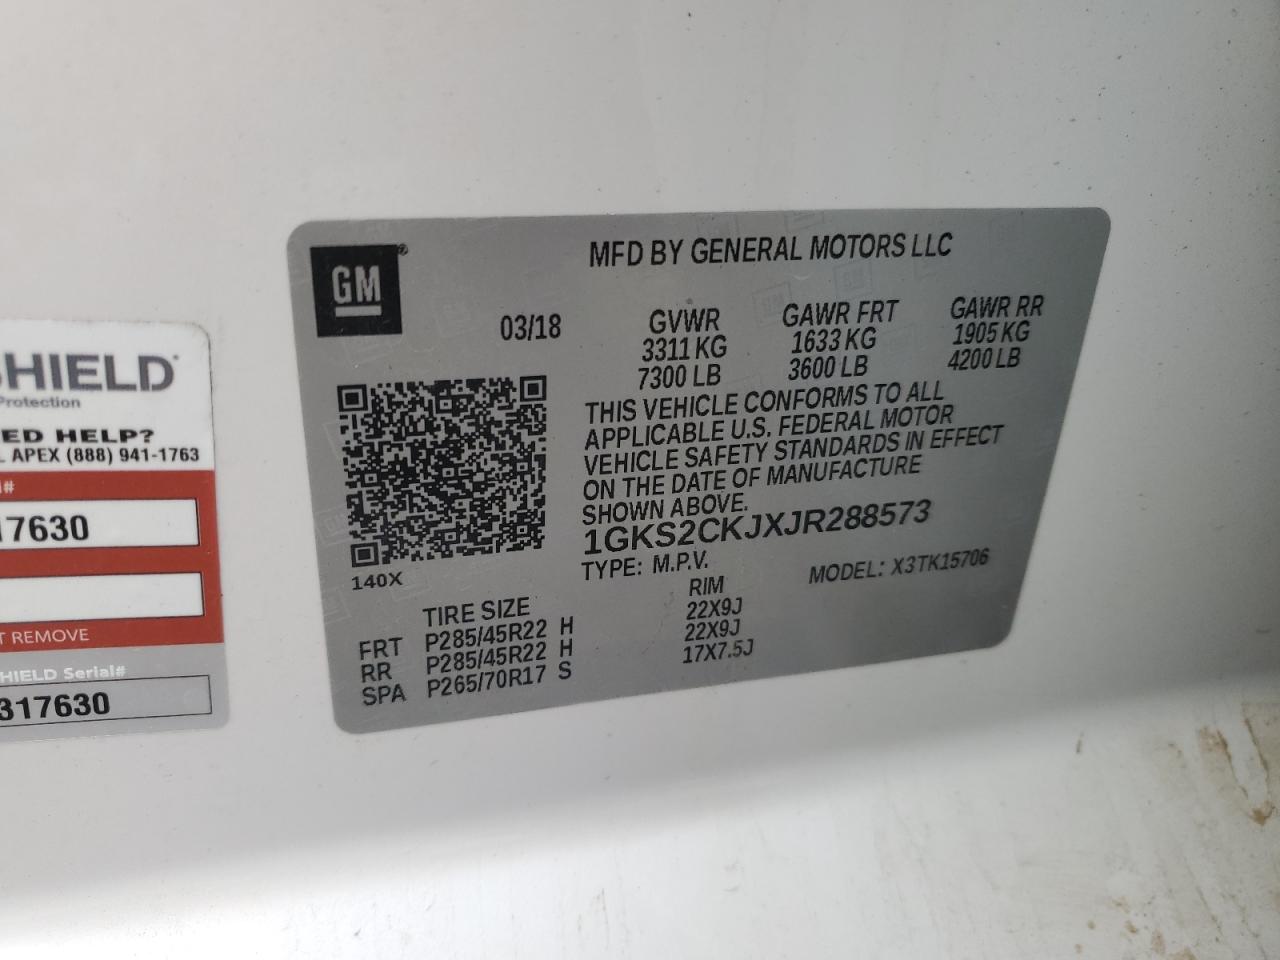 GM
MFD BY GENERAL MOTORS LLC
03/18
GVWR GAWR FRT GAWR RR
3311 KG 1633 KG 1905 KG
7300 LB 3600 LB 4200 LB
THIS VEHICLE CONFORMS TO ALL
APPLICABLE U.S. FEDERAL MOTOR
VEHICLE SAFETY STANDARDS IN EFFECT
ON THE DATE OF MANUFACTURE
SHOWN ABOVE.
1GKS2CKJXJR288573
TYPE: M.P.V. MODEL: X3TK15706
140X
TIRE SIZE RIM
FRT P285/45R22 H 22X9J
RR P285/45R22 H 22X9J
SPA P265/70R17 S 17X7.5J
SHIELD
Protection
ED HELP?
L APEX (888) 941-1763
#
17630
T REMOVE
HIELD Serial#
317630